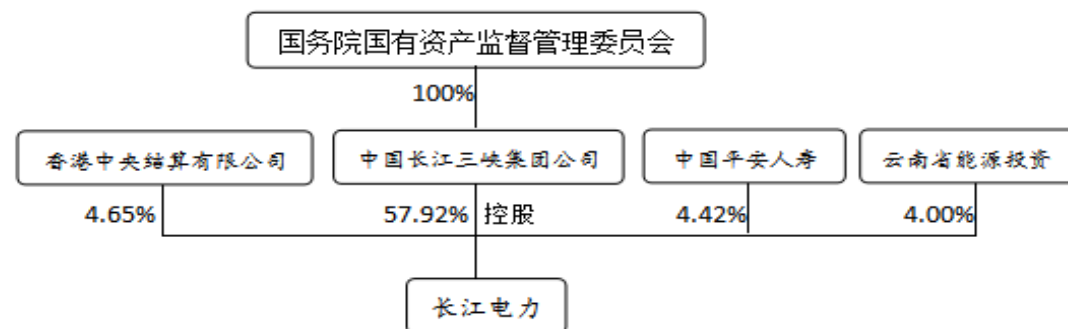 国务院国有资产监督管理委员会
100%
香港中央结算有限公司
中国长江三峡集团公司
中国平安人寿
云南省能源投资
4.65%
57.92% 控股
4.42%
4.00%
长江电力